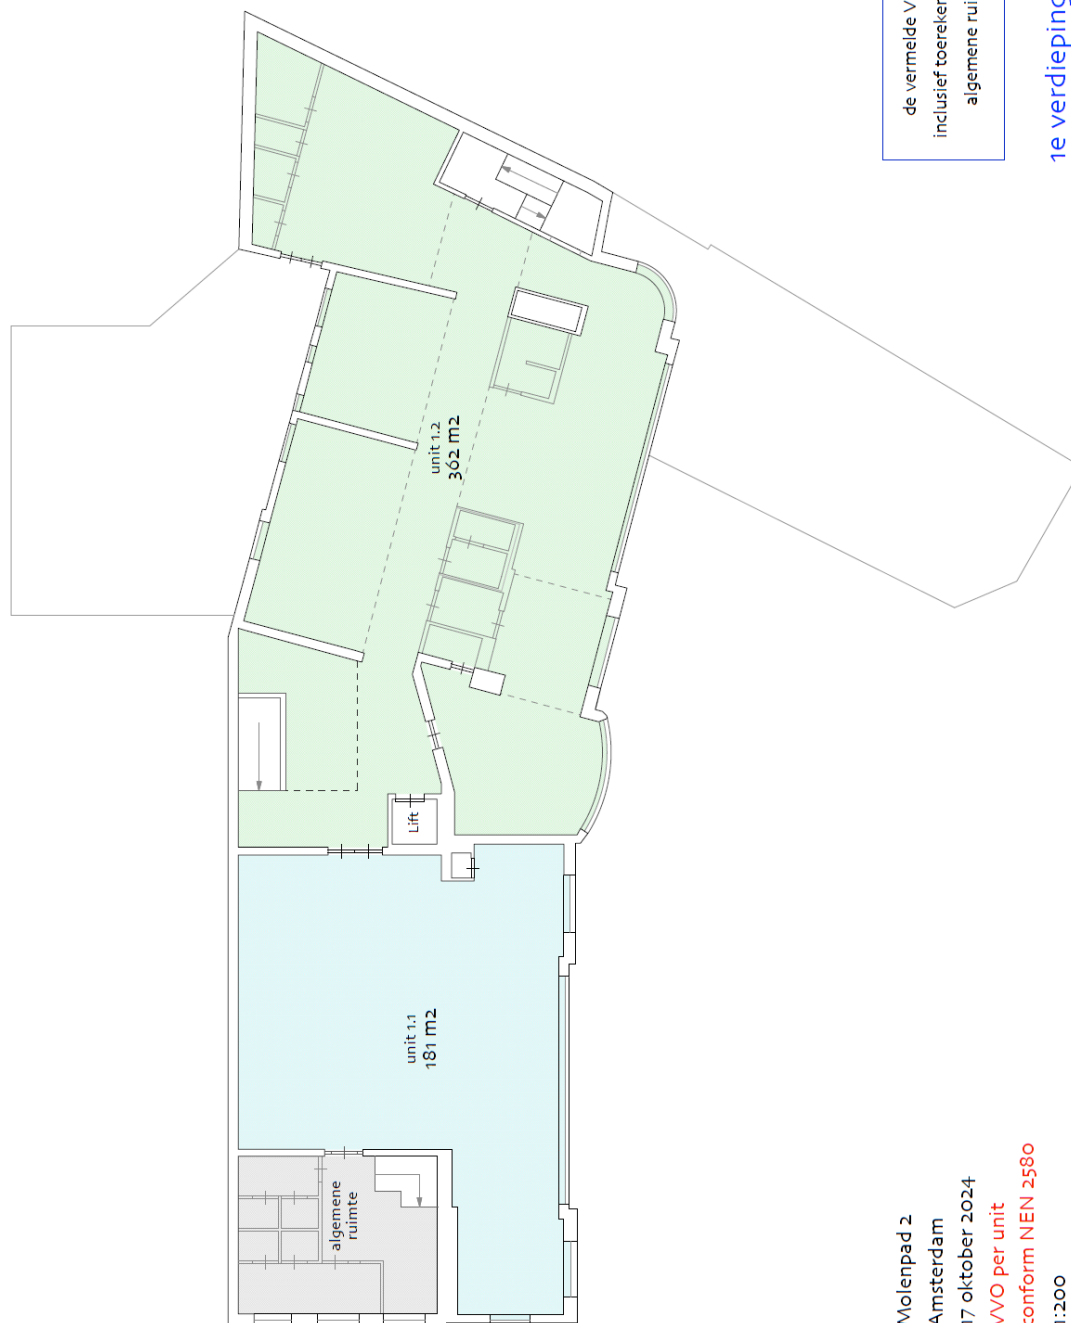 de vermelde V
inclusief toereken
algemene rui
1e verdieping
unit 1.2
362 m2
Lift
unit 1.1
181 m2
algemene
ruimte
Molenpad 2
Amsterdam
17 oktober 2024
VVO per unit
conform NEN 2580
1:200